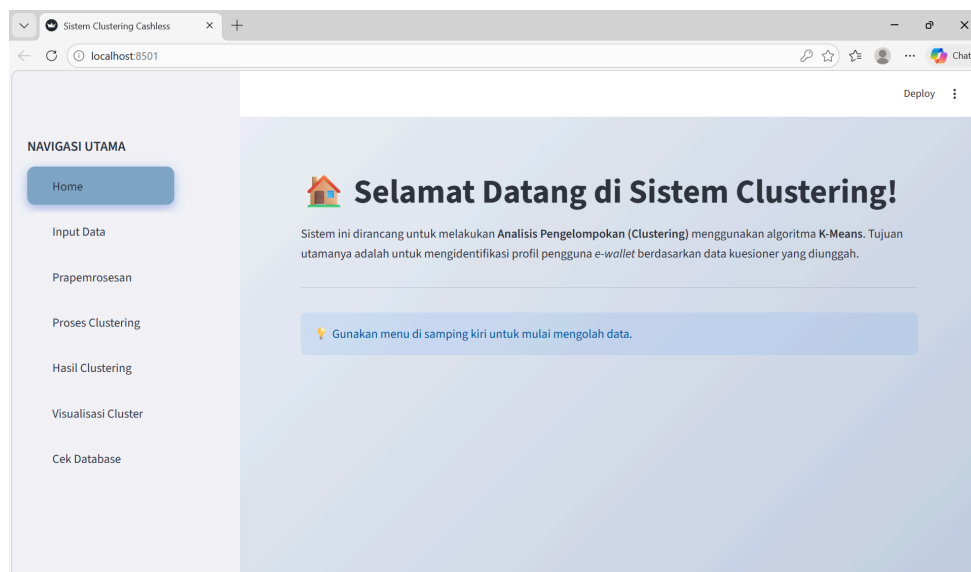 Sistem Clustering Cashless
localhost:8501
Chat
Deploy
NAVIGASI UTAMA
Home
Input Data
Prapemrosesan
Proses Clustering
Hasil Clustering
Visualisasi Cluster
Cek Database
Selamat Datang di Sistem Clustering!
Sistem ini dirancang untuk melakukan Analisis Pengelompokan (Clustering) menggunakan algoritma K-Means. Tujuan
utamanya adalah untuk mengidentifikasi profil pengguna e-wallet berdasarkan data kuesioner yang diunggah.
Gunakan menu di samping kiri untuk mulai mengolah data.